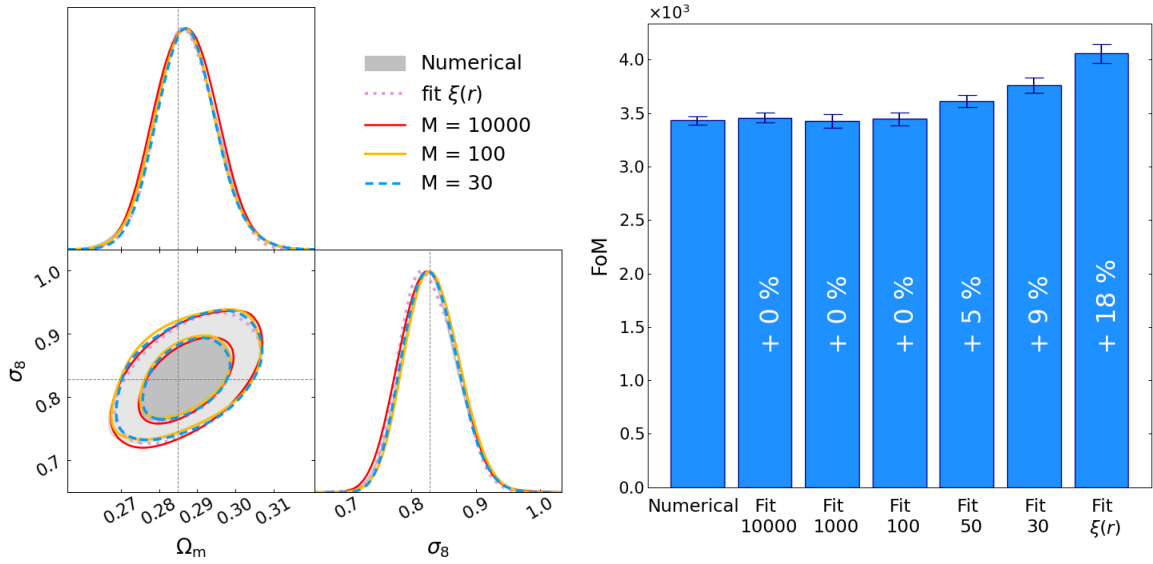 Numerical
fit ξ(r)
M = 10000
M = 100
M = 30
1.0
0.9
0.8
0.7
σ8
0.27
0.28
0.29
0.30
0.31
Ωm
0.7
0.8
0.9
1.0
σ8
×10³
4.0
3.5
3.0
2.5
2.0
1.5
1.0
0.5
0.0
FoM
+ 0 %
+ 0 %
+ 0 %
+ 5 %
+ 9 %
+ 18 %
Numerical
Fit
10000
Fit
1000
Fit
100
Fit
50
Fit
30
Fit
ξ(r)